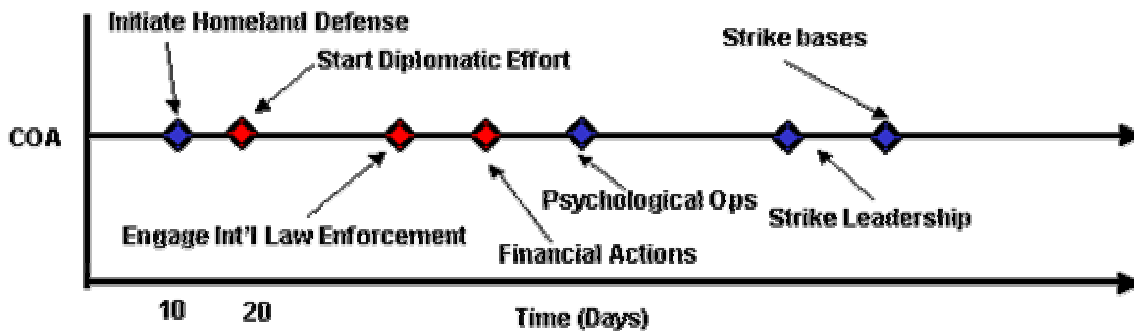 Initiate Homeland Defense
Start Diplomatic Effort
Strike bases
COA
Engage Int'l Law Enforcement
Financial Actions
Psychological Ops
Strike Leadership
10
20
Time (Days)